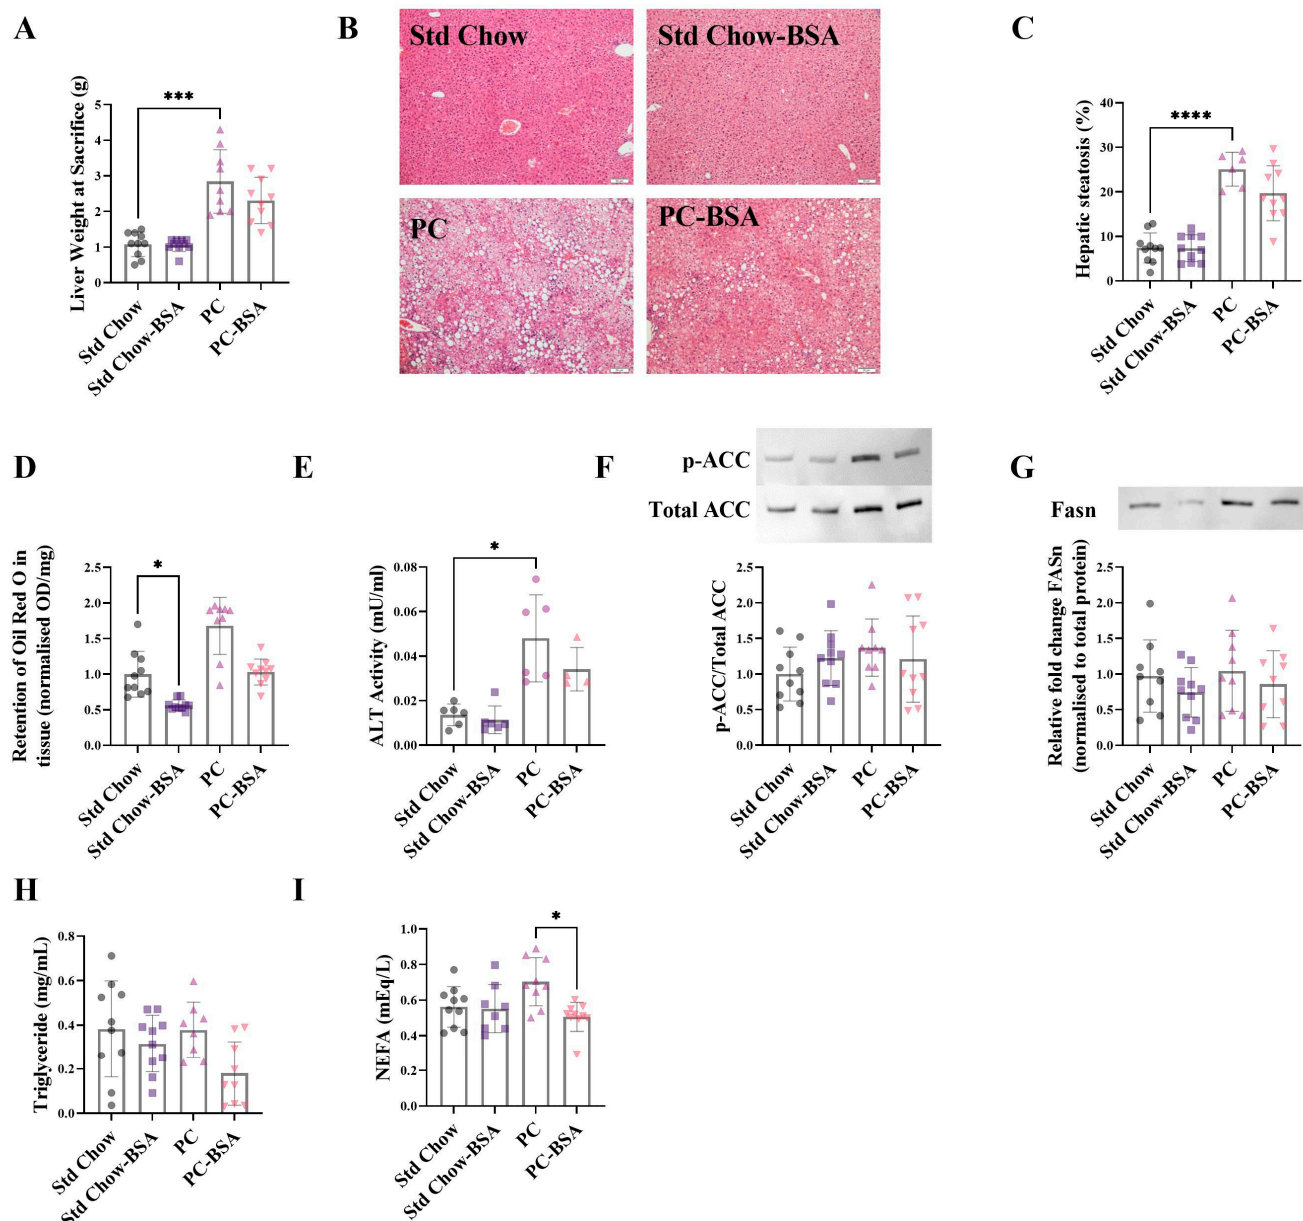 A
Liver Weight at Sacrifice (g)
5
4
3
2
1
0
***
Std Chow
Std Chow-BSA
PC
PC-BSA
B
Std Chow
Std Chow-BSA
PC
PC-BSA
C
Hepatic steatosis (%)
40
30
20
10
0
****
Std Chow
Std Chow-BSA
PC
PC-BSA
D
Retention of Oil Red O in
tissue (normalised OD/mg)
2.5
2.0
1.5
1.0
0.5
0.0
*
Std Chow
Std Chow-BSA
PC
PC-BSA
E
ALT Activity (mU/ml)
0.08
0.06
0.04
0.02
0.00
*
Std Chow
Std Chow-BSA
PC
PC-BSA
F
p-ACC
Total ACC
p-ACC/Total ACC
2.5
2.0
1.5
1.0
0.5
0.0
Std Chow
Std Chow-BSA
PC
PC-BSA
G
Fasn
Relative fold change FASn
(normalised to total protein)
2.5
2.0
1.5
1.0
0.5
0.0
Std Chow
Std Chow-BSA
PC
PC-BSA
H
Triglyceride (mg/mL)
0.8
0.6
0.4
0.2
0.0
Std Chow
Std Chow-BSA
PC
PC-BSA
I
NEFA (mEq/L)
1.0
0.8
0.6
0.4
0.2
0.0
*
Std Chow
Std Chow-BSA
PC
PC-BSA